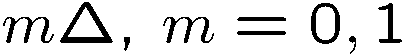 mΔ, m = 0, 1